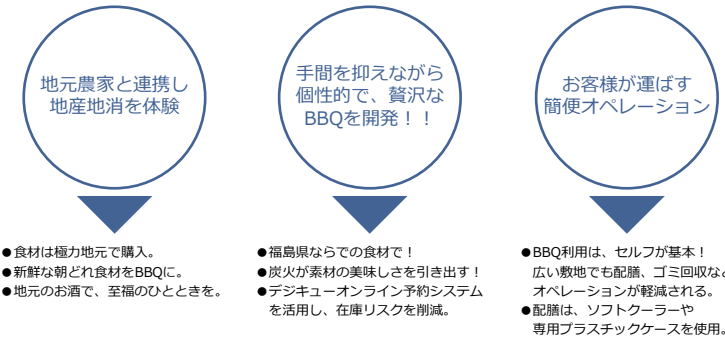 地元農家と連携し
地産地消を体験
●食材は極力地元で購入。
●新鮮な朝どれ食材をBBQに。
●地元のお酒で、至福のひとときを。
手間を抑えながら
個性的で、贅沢な
BBQを開発！！
●福島県ならでの食材で！
●炭火が素材の美味しさを引き出す！
●デジキューオンライン予約システム
を活用し、在庫リスクを削減。
お客様が運ばす
簡便オペレーション
●BBQ利用は、セルフが基本！
広い敷地でも配膳、ゴミ回収な
オペレーションが軽減される。
●配膳は、ソフトクーラーや
専用プラスチックケースを使用。